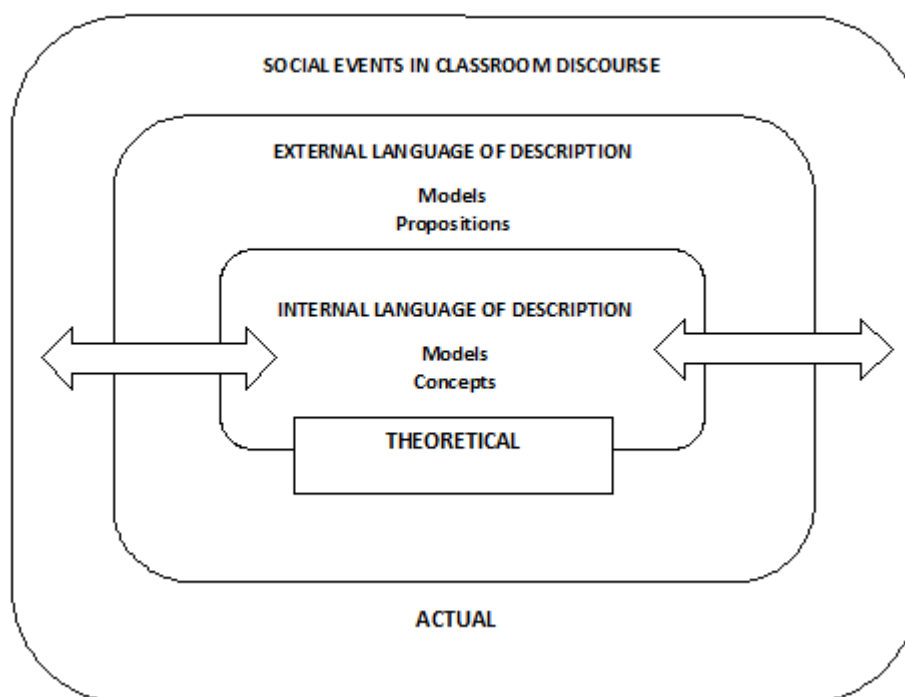 SOCIAL EVENTS IN CLASSROOM DISCOURSE
EXTERNAL LANGUAGE OF DESCRIPTION
Models
Propositions
INTERNAL LANGUAGE OF DESCRIPTION
Models
Concepts
THEORETICAL
ACTUAL